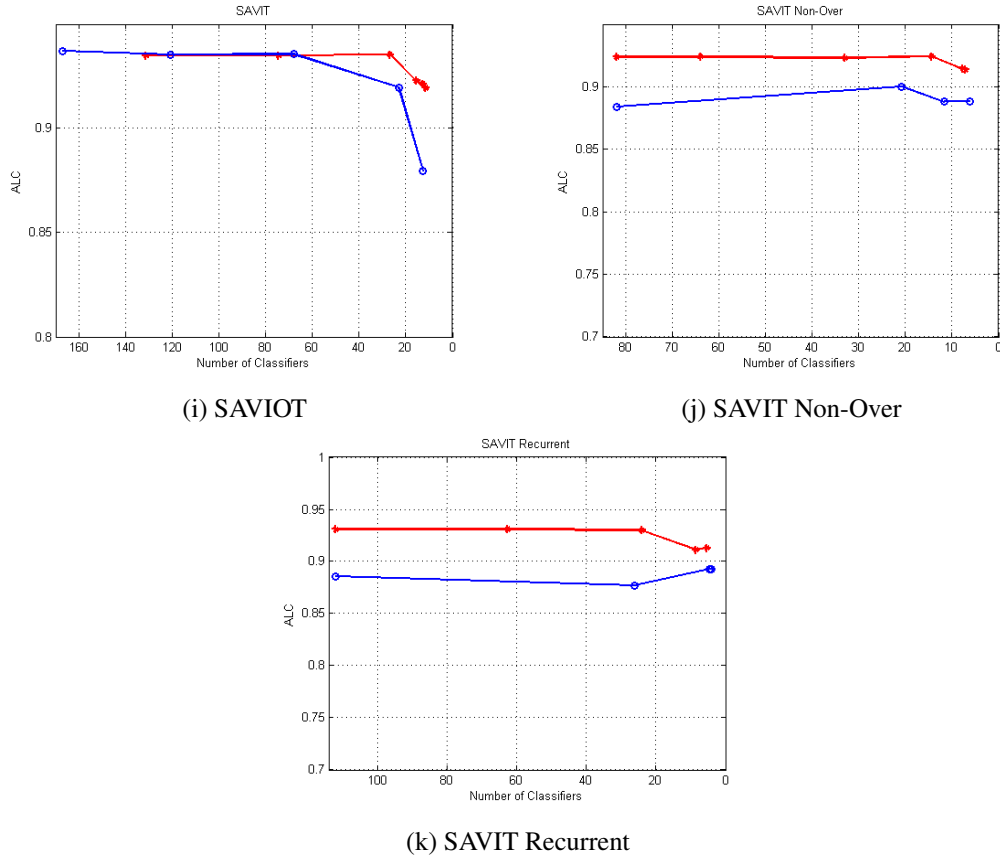 SAVIT
0.9
0.85
0.8
ALC
160 140 120 100 80 60 40 20 0
Number of Classifiers
(i) SAVIOT
SAVIT Non-Over
0.95
0.9
0.85
0.8
0.75
0.7
ALC
80 70 60 50 40 30 20 10 0
Number of Classifiers
(j) SAVIT Non-Over
SAVIT Recurrent
1
0.95
0.9
0.85
0.8
0.75
0.7
ALC
100 80 60 40 20 0
Number of Classifiers
(k) SAVIT Recurrent